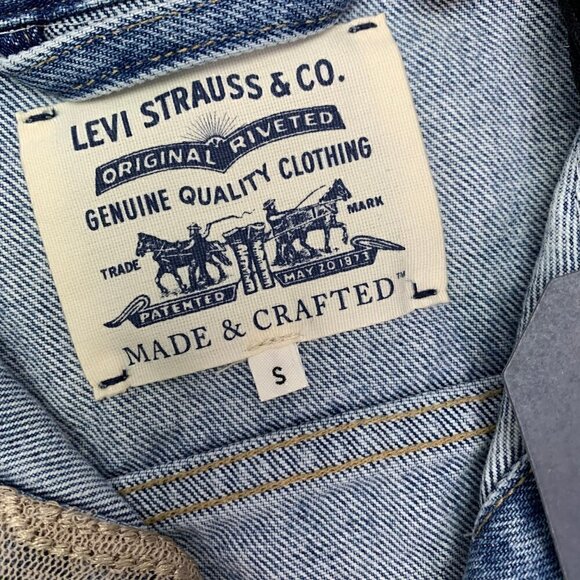 LEVI STRAUSS & CO.
ORIGINAL RIVETED
GENUINE QUALITY CLOTHING
TRADE MARK
PATENTED MAY 20 1873
MADE & CRAFTED™
S